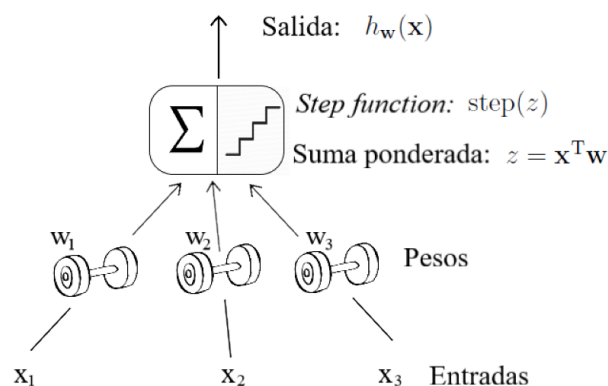 Salida: h_w(x)
Step function: step(z)
∑
Suma ponderada: z = x^T w
w_1 w_2 w_3
Pesos
x_1 x_2 x_3 Entradas